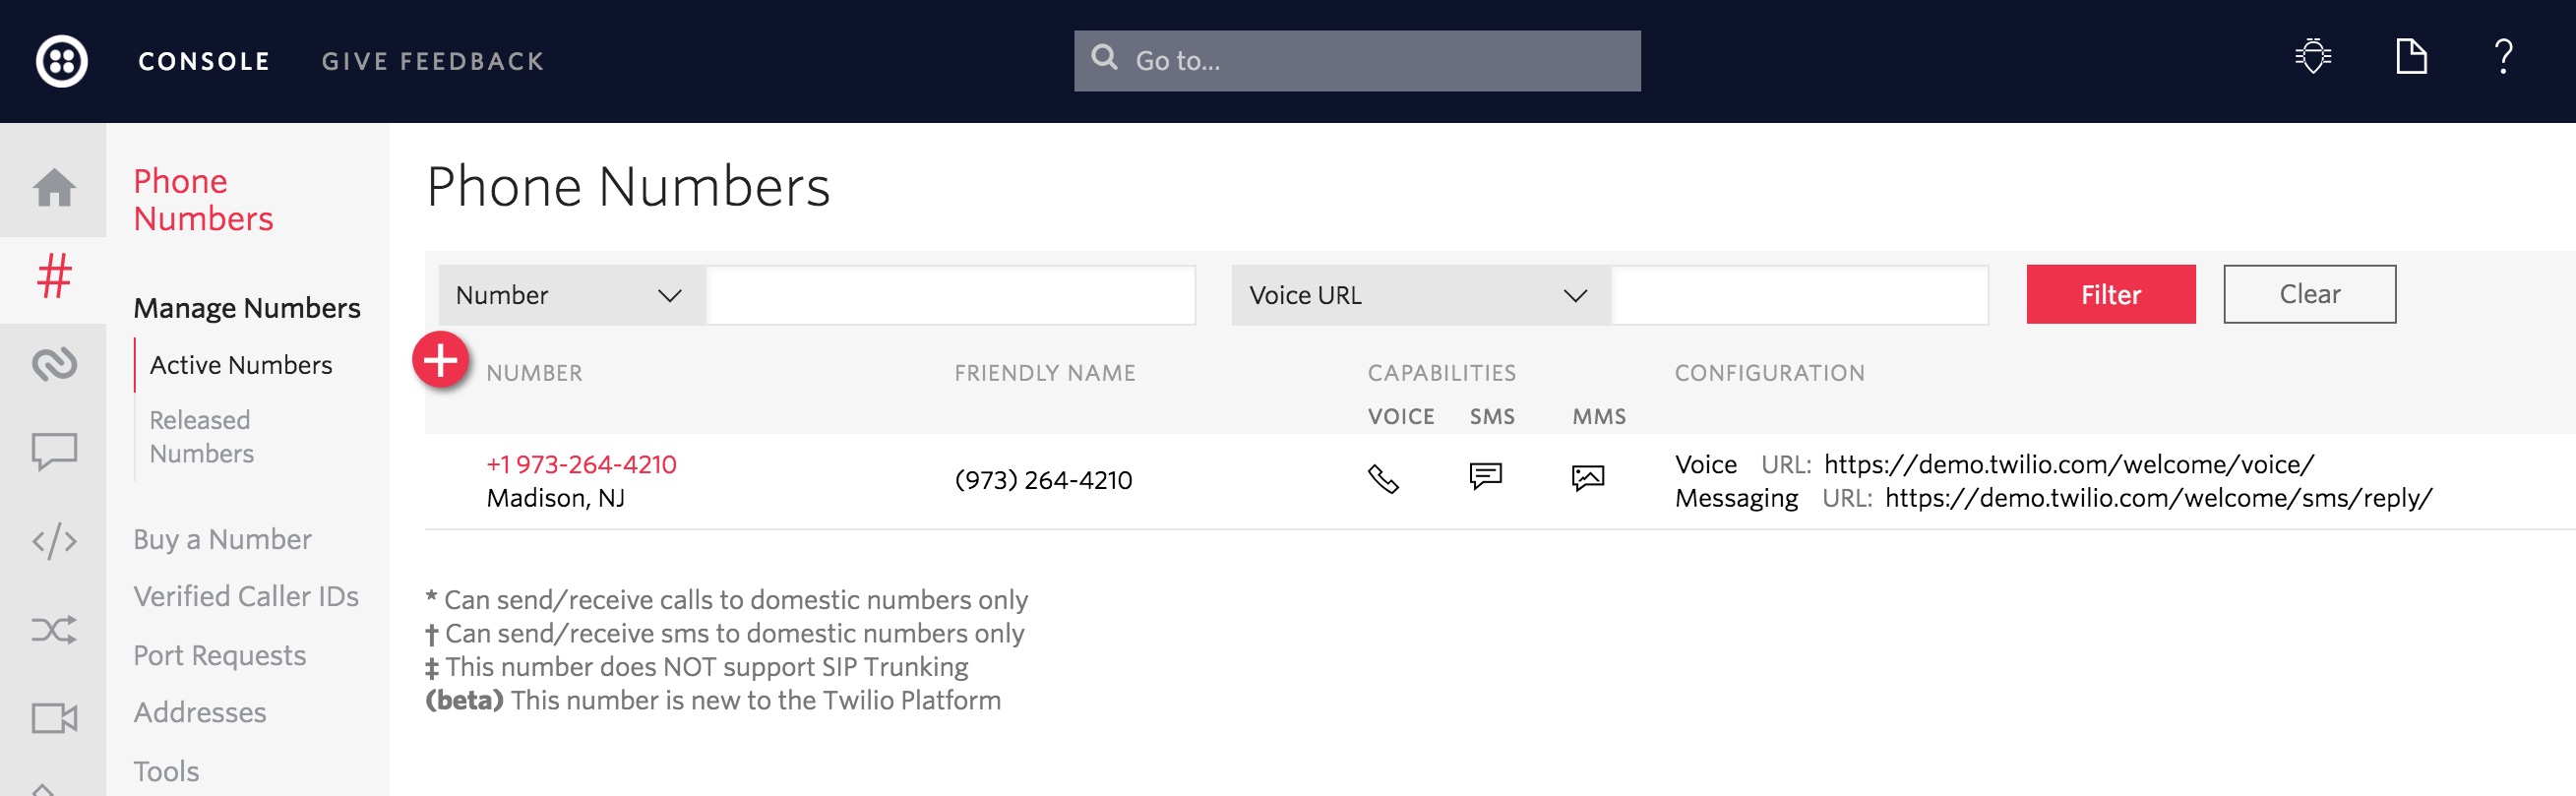 CONSOLE GIVE FEEDBACK Go to... ?
Phone
Numbers
Manage Numbers
Active Numbers
Released
Numbers
Buy a Number
Verified Caller IDs
Port Requests
Addresses
Tools
Phone Numbers
Number Voice URL Filter Clear
NUMBER FRIENDLY NAME CAPABILITIES CONFIGURATION
VOICE SMS MMS
+1 973-264-4210
Madison, NJ
(973) 264-4210
Voice URL: https://demo.twilio.com/welcome/voice/
Messaging URL: https://demo.twilio.com/welcome/sms/reply/
* Can send/receive calls to domestic numbers only
† Can send/receive sms to domestic numbers only
‡ This number does NOT support SIP Trunking
(beta) This number is new to the Twilio Platform